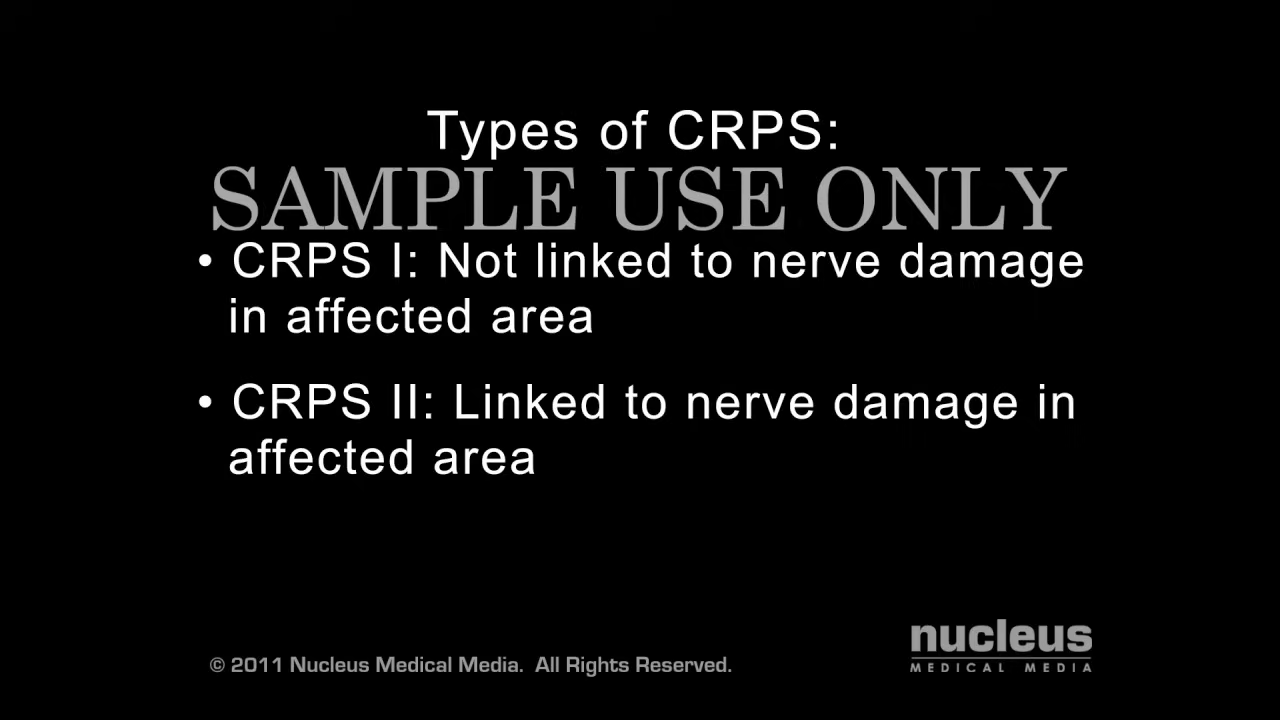 Types of CRPS:
SAMPLE USE ONLY
• CRPS I: Not linked to nerve damage
in affected area
• CRPS II: Linked to nerve damage in
affected area
© 2011 Nucleus Medical Media. All Rights Reserved.
nucleus
MEDICAL MEDIA